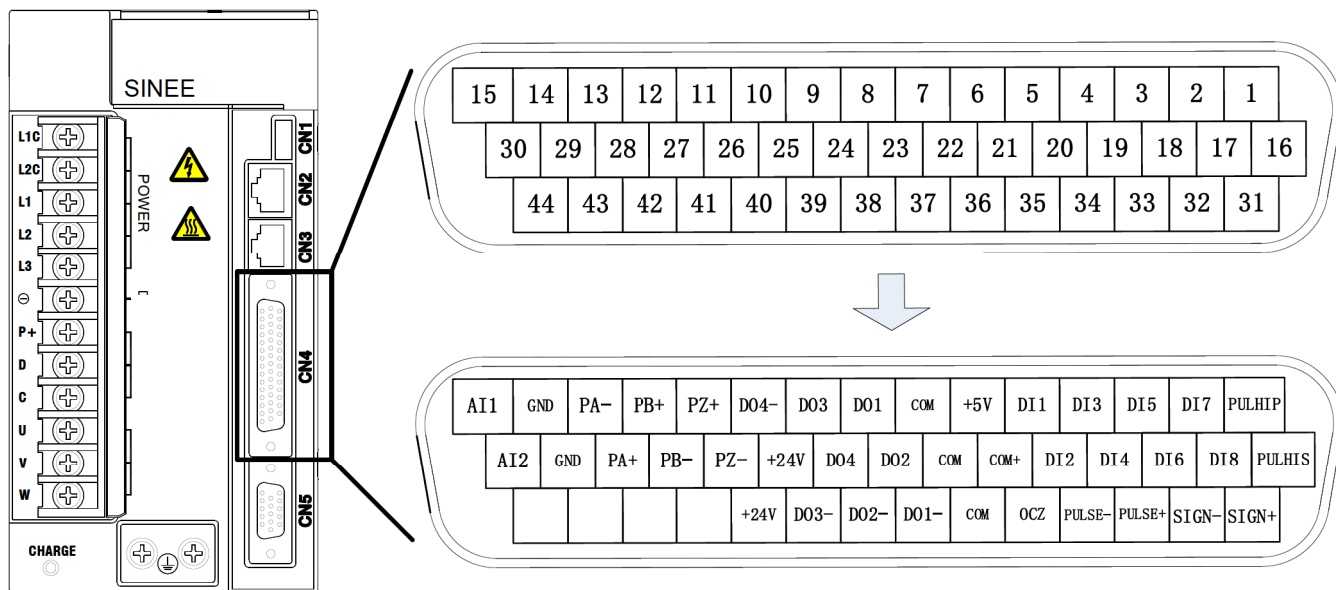 SINEE
L1C
L2C
L1
L2
L3
⊖
P+
D
C
U
V
W
POWER
CHARGE
CN1
CN2
CN3
CN4
CN5
15 14 13 12 11 10 9 8 7 6 5 4 3 2 1
30 29 28 27 26 25 24 23 22 21 20 19 18 17 16
44 43 42 41 40 39 38 37 36 35 34 33 32 31
AI1 GND PA- PB+ PZ+ DO4- DO3 DO1 COM +5V DI1 DI3 DI5 DI7 PULHIP
AI2 GND PA+ PB- PZ- +24V DO4 DO2 COM COM+ DI2 DI4 DI6 DI8 PULHIS
+24V DO3- DO2- DO1- COM OCZ PULSE- PULSE+ SIGN- SIGN+